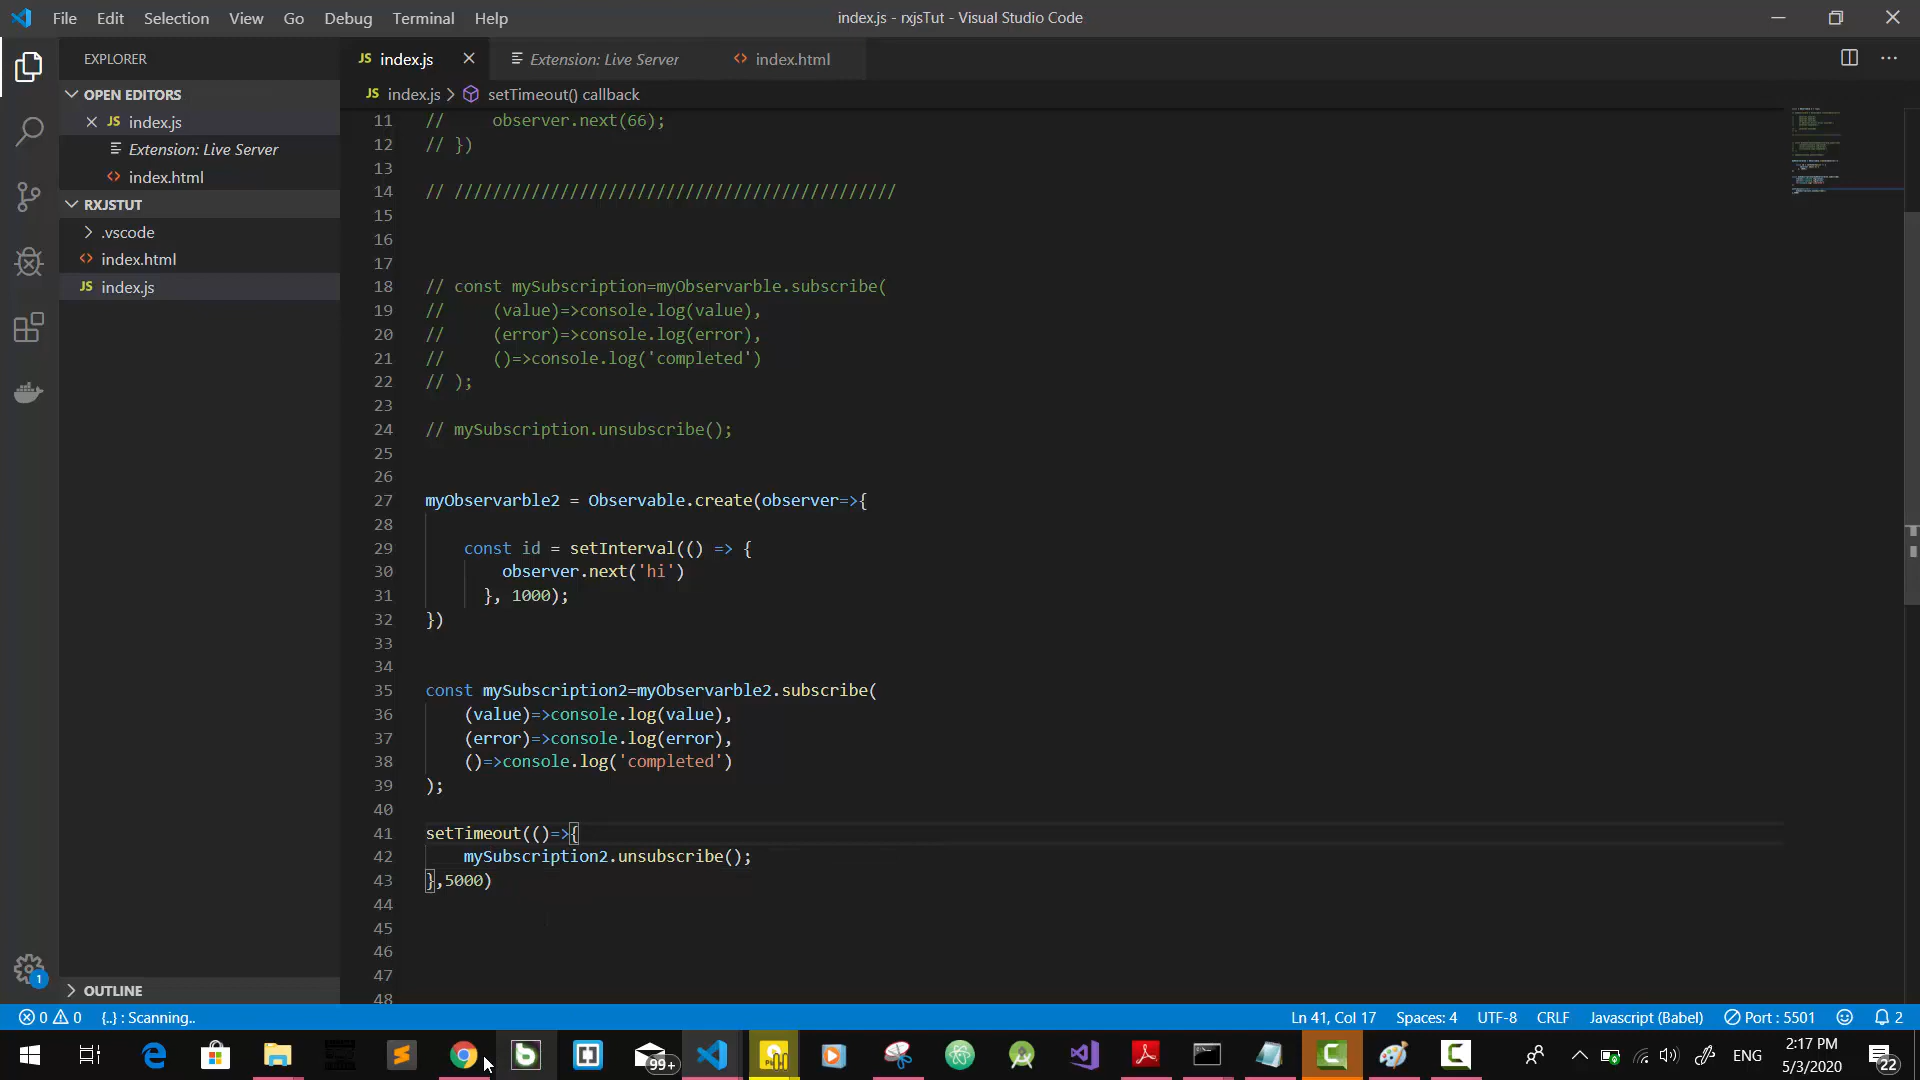 File Edit Selection View Go Debug Terminal Help
index.js - rxjsTut - Visual Studio Code
EXPLORER
OPEN EDITORS
JS index.js
Extension: Live Server
<> index.html
RXJSTUT
.vscode
<> index.html
JS index.js
OUTLINE
JS index.js
Extension: Live Server
<> index.html
JS index.js > setTimeout() callback
11 //     observer.next(66);
12 // })
13
14 // //////////////////////////////////////////////
15
16
17
18 // const mySubscription=myObservarble.subscribe(
19 //     (value)=>console.log(value),
20 //     (error)=>console.log(error),
21 //     ()=>console.log('completed')
22 // );
23
24 // mySubscription.unsubscribe();
25
26
27 myObservarble2 = Observable.create(observer=>{
28
29     const id = setInterval(() => {
30         observer.next('hi')
31       }, 1000);
32 })
33
34
35 const mySubscription2=myObservarble2.subscribe(
36     (value)=>console.log(value),
37     (error)=>console.log(error),
38     ()=>console.log('completed')
39 );
40
41 setTimeout(()=>{
42     mySubscription2.unsubscribe();
43 },5000)
44
45
46
47
48
1
0 0 {..} : Scanning..
Ln 41, Col 17 Spaces: 4 UTF-8 CRLF Javascript (Babel) Port : 5501 2
99+
ENG
2:17 PM
5/3/2020
22